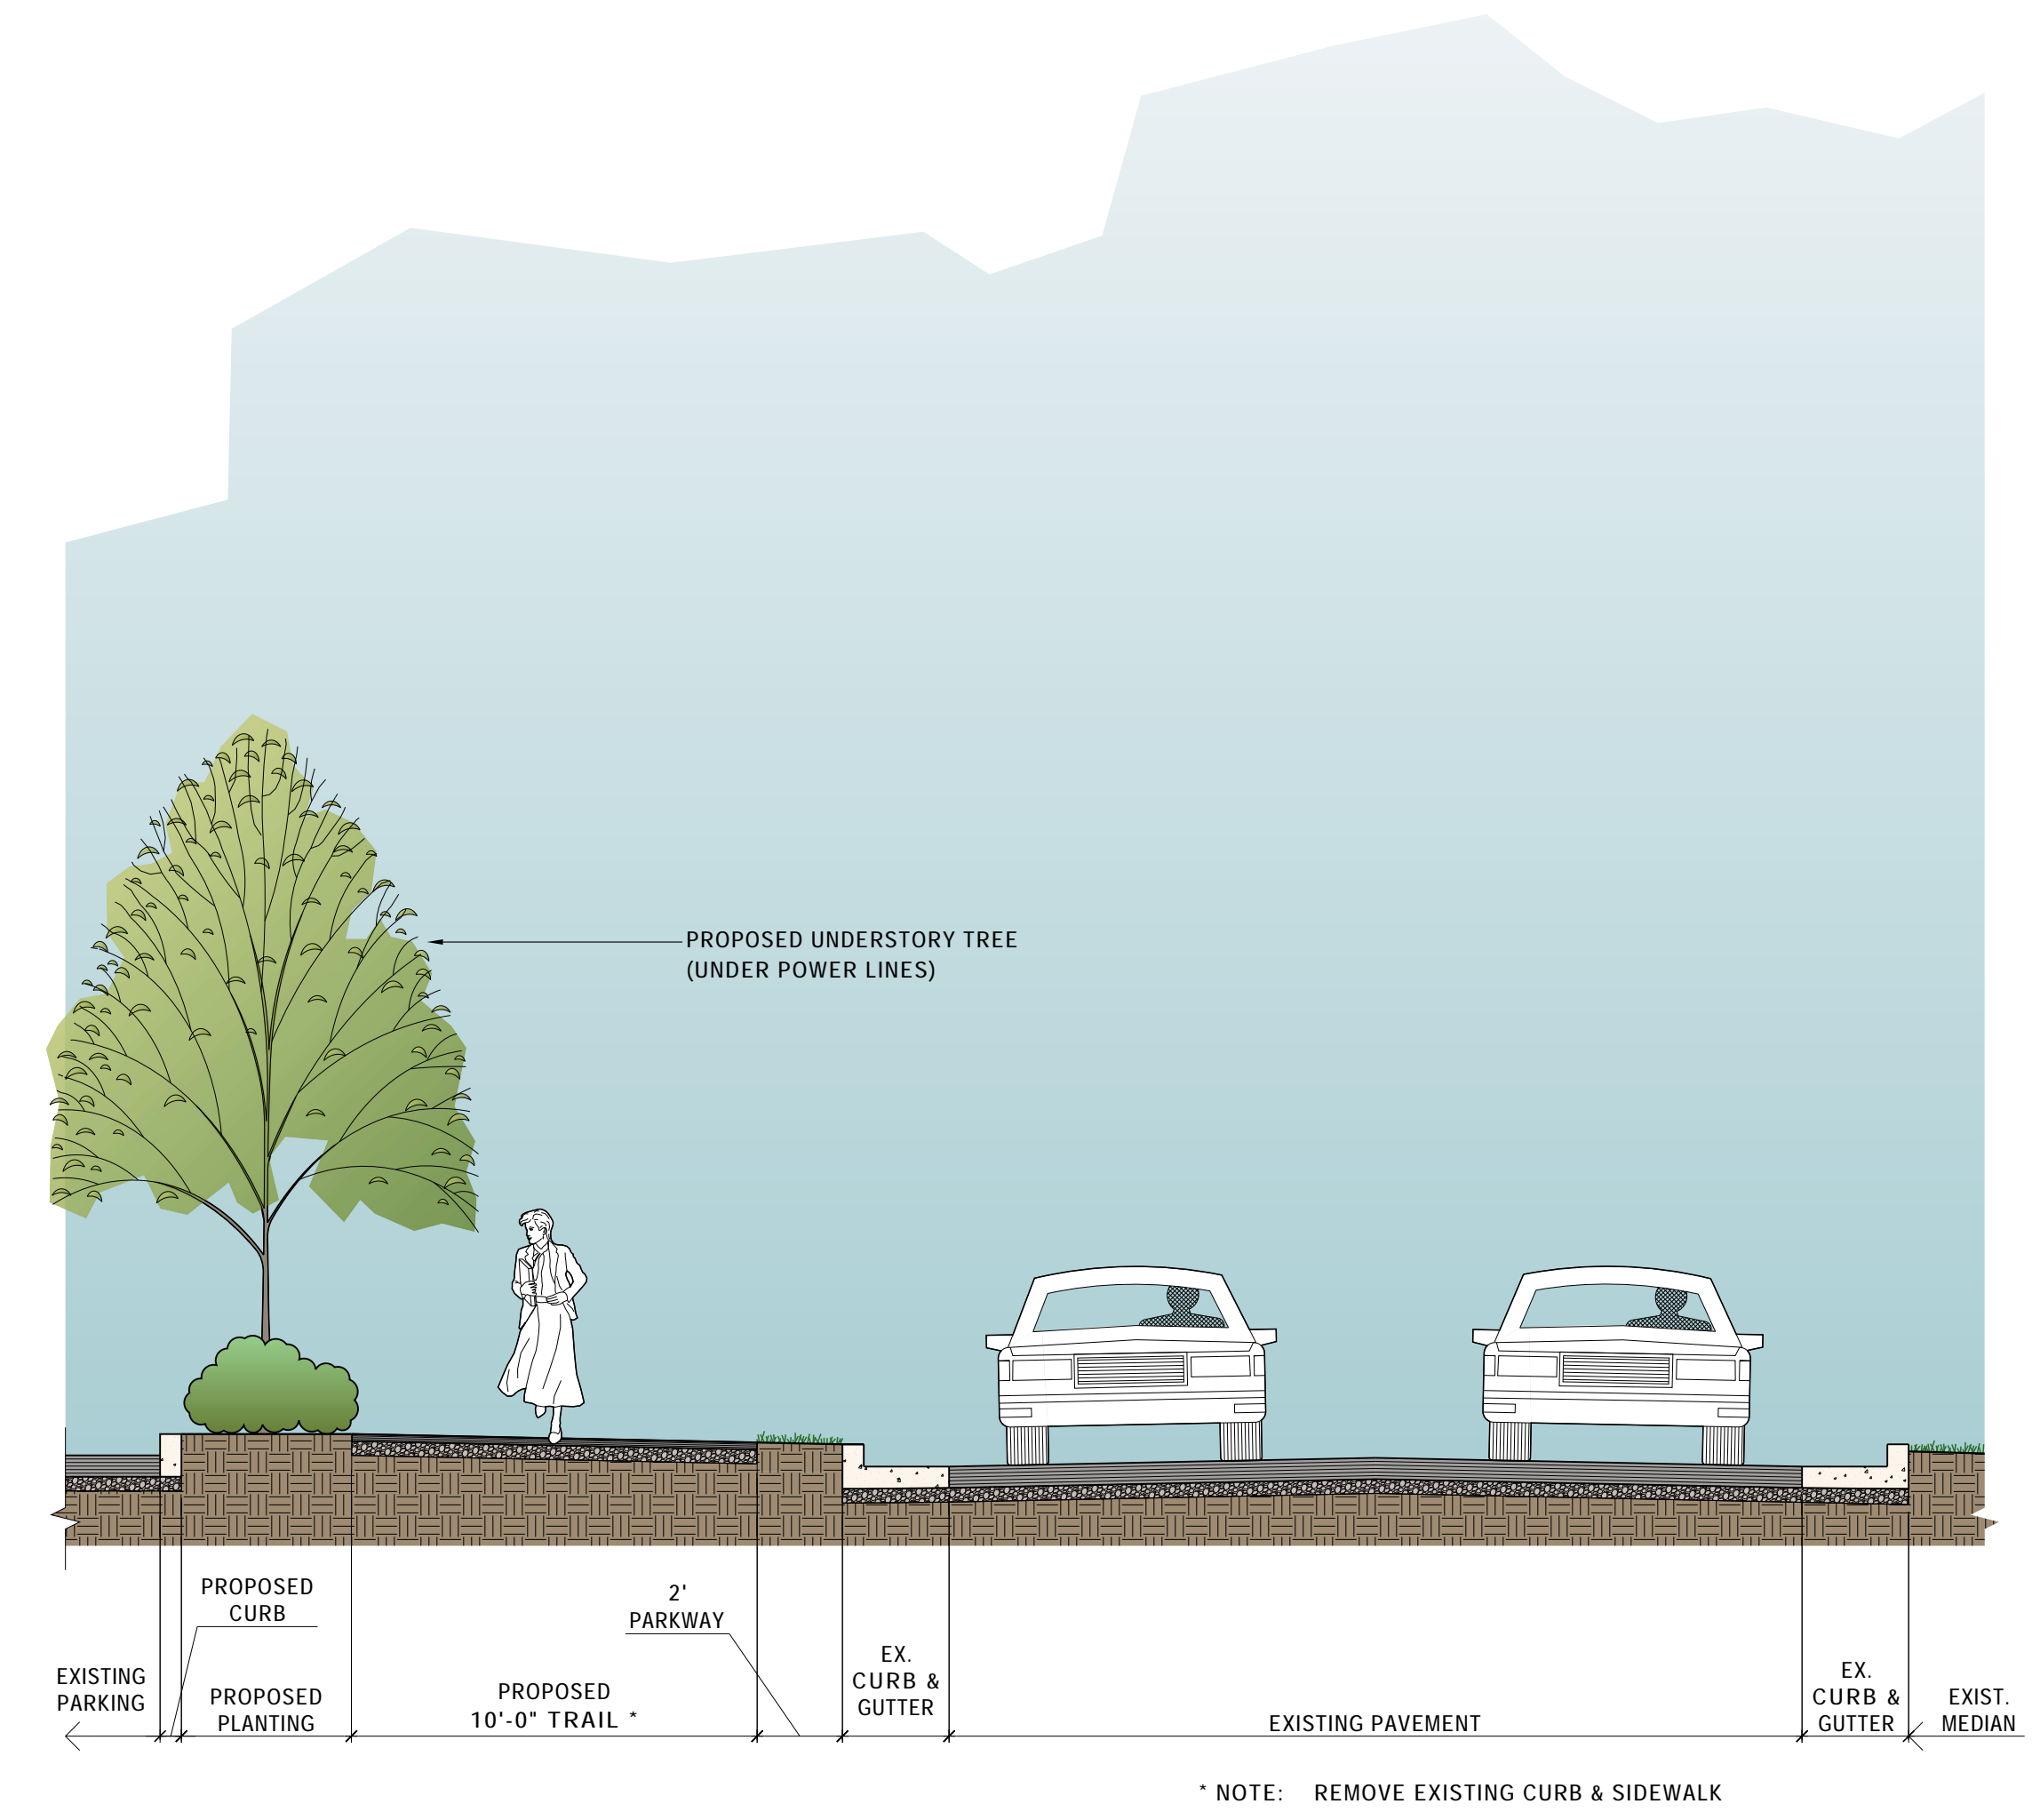 PROPOSED UNDERSTORY TREE
(UNDER POWER LINES)
EXISTING
PARKING
PROPOSED
CURB
PROPOSED
PLANTING
PROPOSED
10'-0" TRAIL *
2'
PARKWAY
EX.
CURB &
GUTTER
EXISTING PAVEMENT
EX.
CURB &
GUTTER
EXIST.
MEDIAN
* NOTE: REMOVE EXISTING CURB & SIDEWALK